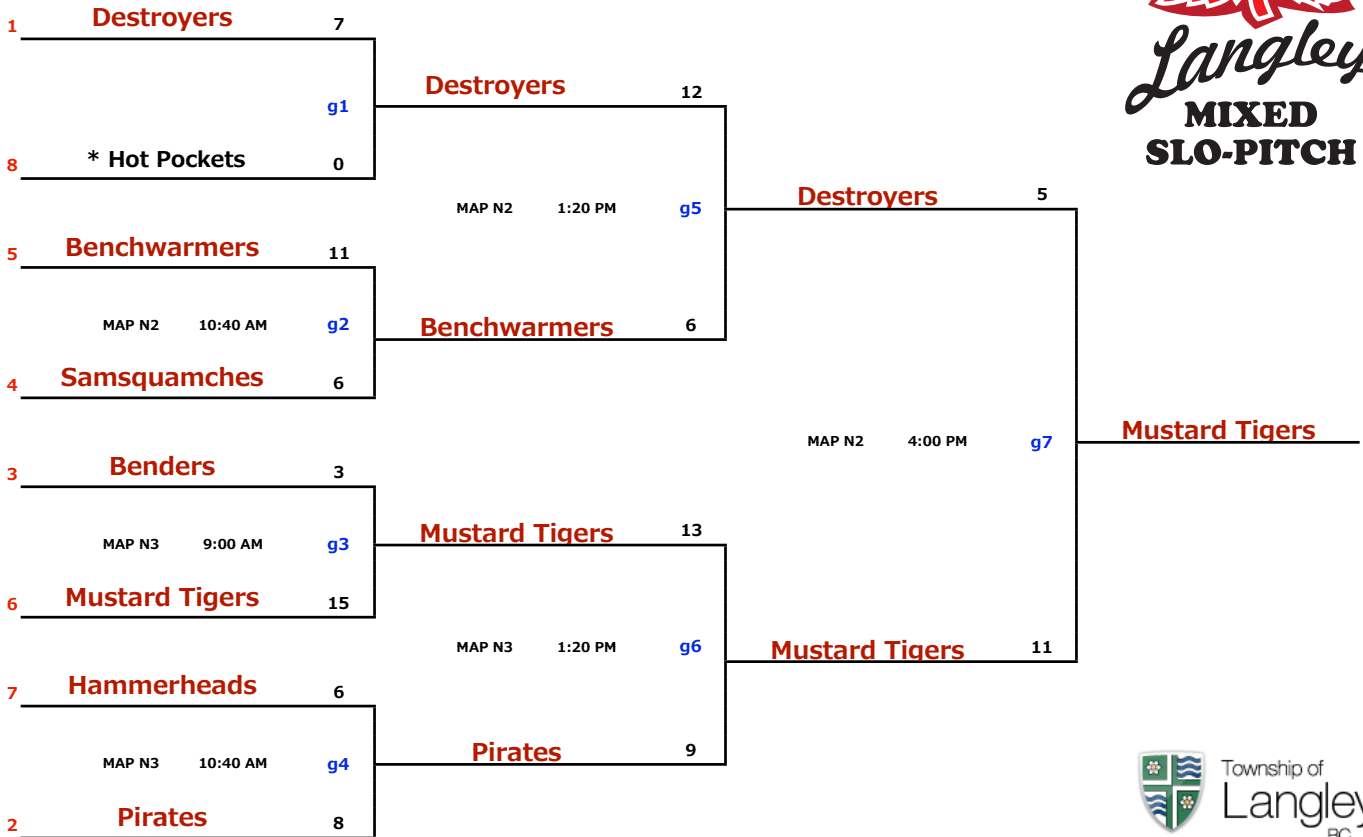 1 Destroyers 7
g1
8 * Hot Pockets 0
5 Benchwarmers 11
MAP N2 10:40 AM g2
4 Samsquamches 6
3 Benders 3
MAP N3 9:00 AM g3
6 Mustard Tigers 15
7 Hammerheads 6
MAP N3 10:40 AM g4
2 Pirates 8
Destroyers 12
MAP N2 1:20 PM g5
Benchwarmers 6
Mustard Tigers 13
MAP N3 1:20 PM g6
Pirates 9
Destroyers 5
MAP N2 4:00 PM g7
Mustard Tigers 11
Mustard Tigers
Langley
MIXED
SLO-PITCH
Township of
Langley
BC